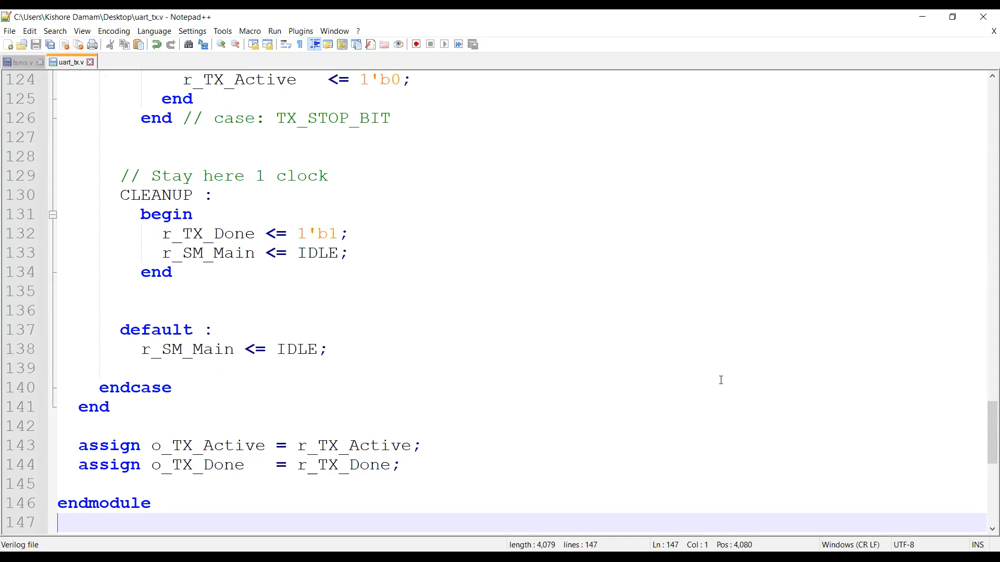 C:\Users\Kishore Damam\Desktop\uart_tx.v - Notepad++
File Edit Search View Encoding Language Settings Tools Macro Run Plugins Window ? X
fsms.v uart_tx.v
124 r_TX_Active <= 1'b0;
125 end
126 end // case: TX_STOP_BIT
127
128
129 // Stay here 1 clock
130 CLEANUP :
131 begin
132 r_TX_Done <= 1'b1;
133 r_SM_Main <= IDLE;
134 end
135
136
137 default :
138 r_SM_Main <= IDLE;
139
140 endcase
141 end
142
143 assign o_TX_Active = r_TX_Active;
144 assign o_TX_Done = r_TX_Done;
145
146 endmodule
147
Verilog file length : 4,079 lines : 147 Ln : 147 Col : 1 Pos : 4,080 Windows (CR LF) UTF-8 INS